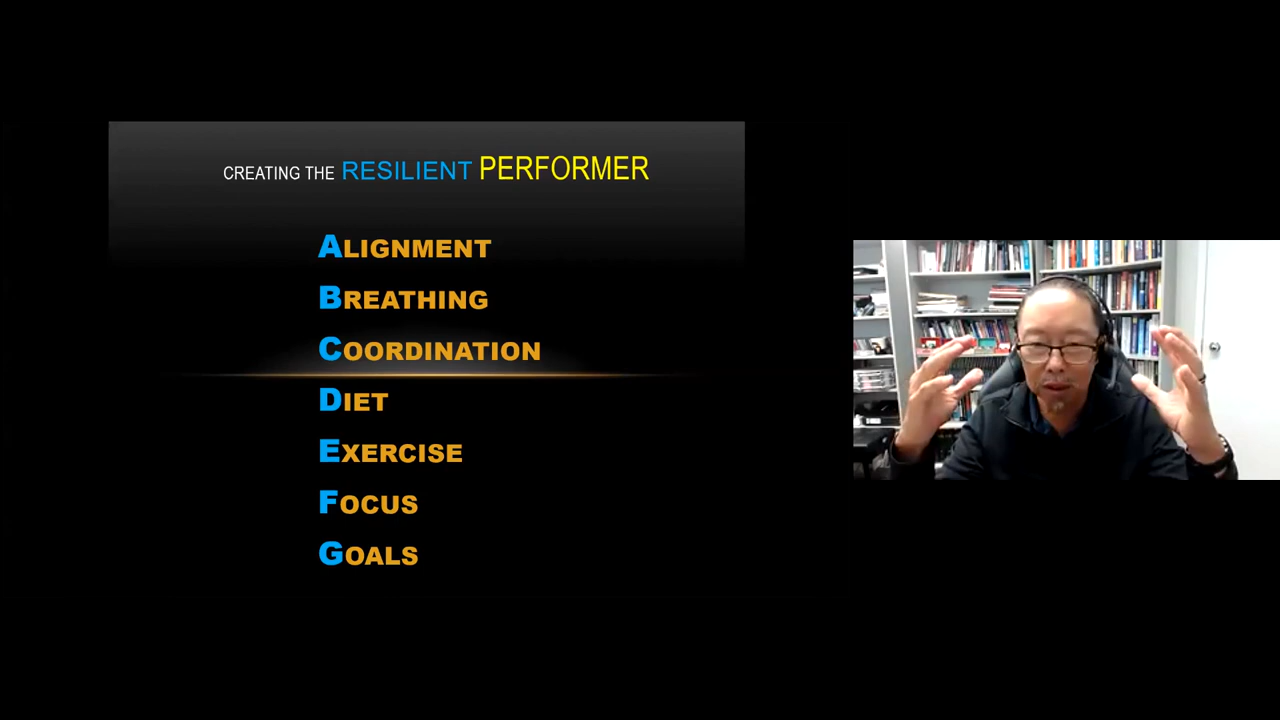 CREATING THE RESILIENT PERFORMER
ALIGNMENT
BREATHING
COORDINATION
DIET
EXERCISE
FOCUS
GOALS